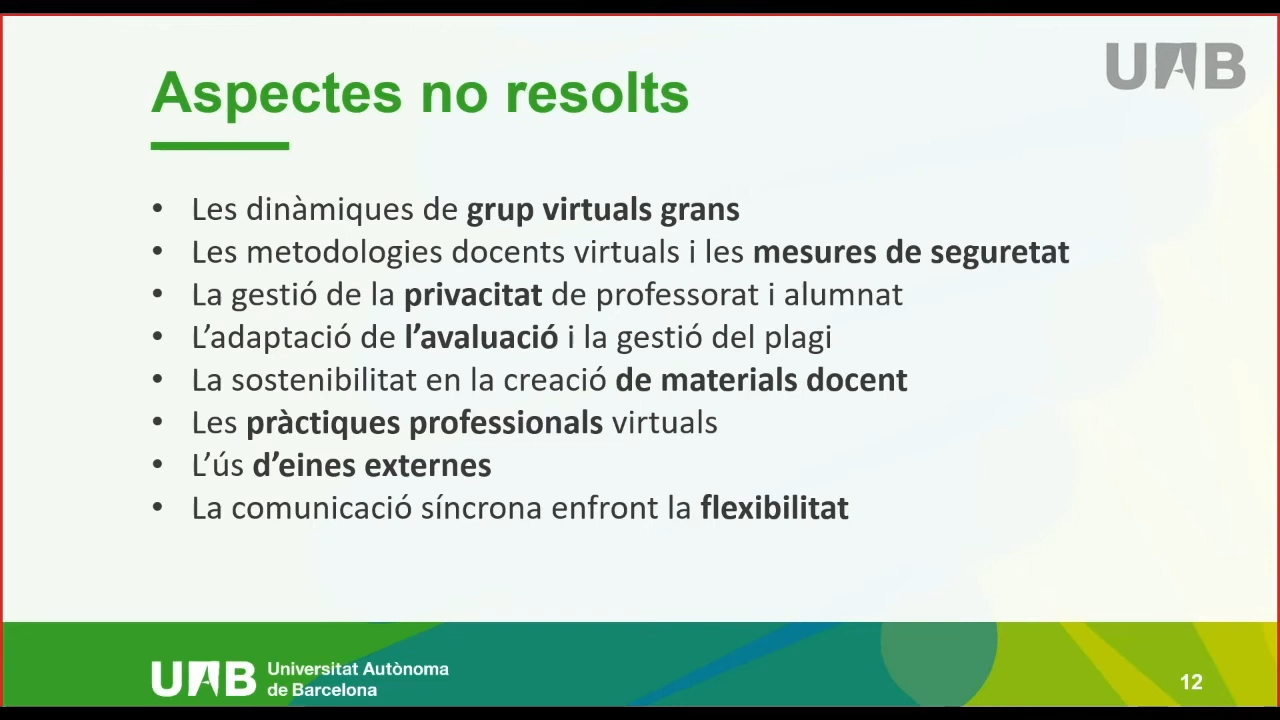 UAB
Aspectes no resolts
• Les dinàmiques de grup virtuals grans
• Les metodologies docents virtuals i les mesures de seguretat
• La gestió de la privacitat de professorat i alumnat
• L’adaptació de l’avaluació i la gestió del plagi
• La sostenibilitat en la creació de materials docent
• Les pràctiques professionals virtuals
• L’ús d’eines externes
• La comunicació síncrona enfront la flexibilitat
UAB Universitat Autònoma
de Barcelona
12